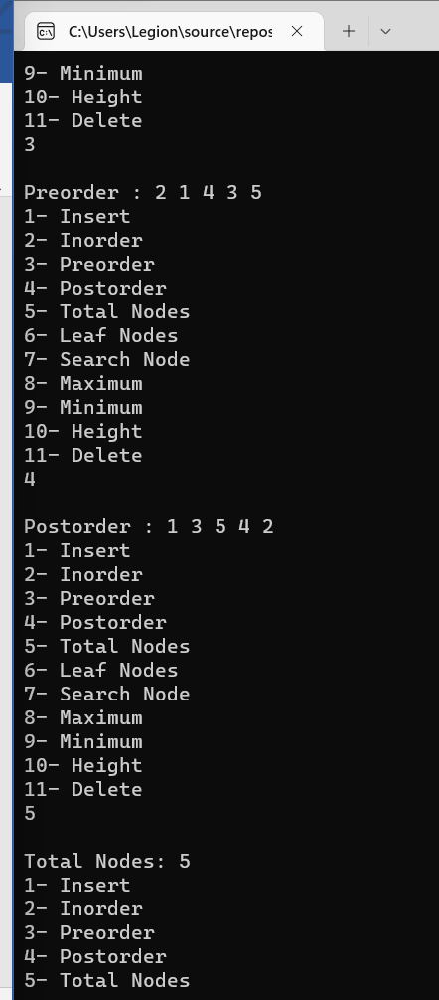 C:\Users\Legion\source\repos
9- Minimum
10- Height
11- Delete
3
Preorder : 2 1 4 3 5
1- Insert
2- Inorder
3- Preorder
4- Postorder
5- Total Nodes
6- Leaf Nodes
7- Search Node
8- Maximum
9- Minimum
10- Height
11- Delete
4
Postorder : 1 3 5 4 2
1- Insert
2- Inorder
3- Preorder
4- Postorder
5- Total Nodes
6- Leaf Nodes
7- Search Node
8- Maximum
9- Minimum
10- Height
11- Delete
5
Total Nodes: 5
1- Insert
2- Inorder
3- Preorder
4- Postorder
5- Total Nodes